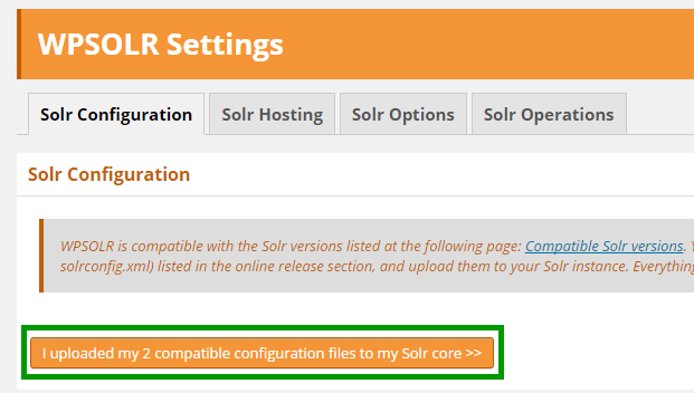 WPSOLR Settings
Solr Configuration
Solr Hosting
Solr Options
Solr Operations
Solr Configuration
WPSOLR is compatible with the Solr versions listed at the following page: Compatible Solr versions.
solrconfig.xml) listed in the online release section, and upload them to your Solr instance. Everything
I uploaded my 2 compatible configuration files to my Solr core >>